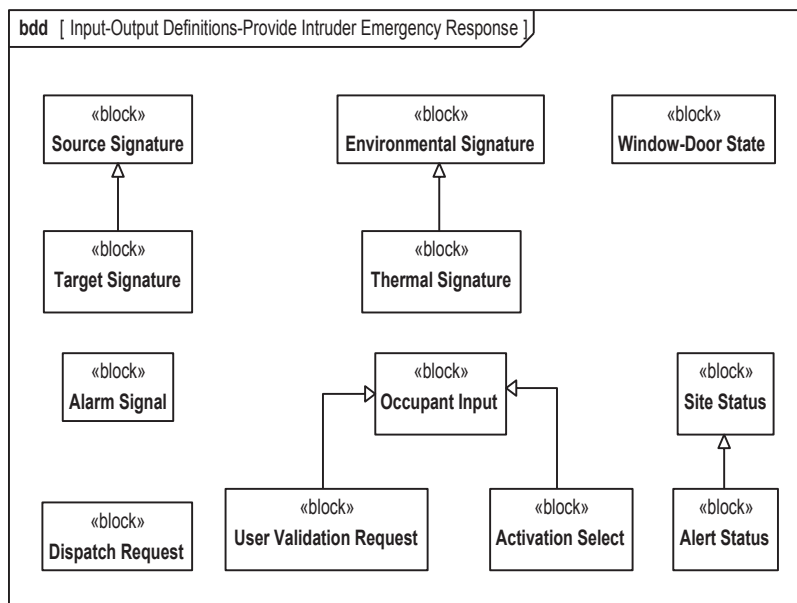 bdd [ Input-Output Definitions-Provide Intruder Emergency Response ]
«block»
Source Signature
«block»
Environmental Signature
«block»
Window-Door State
«block»
Target Signature
«block»
Thermal Signature
«block»
Alarm Signal
«block»
Occupant Input
«block»
Site Status
«block»
Dispatch Request
«block»
User Validation Request
«block»
Activation Select
«block»
Alert Status